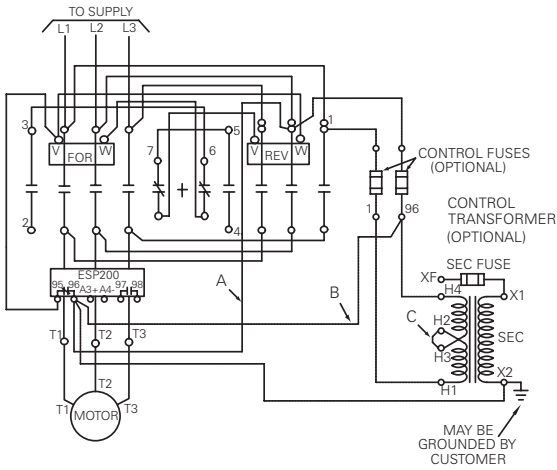 TO SUPPLY
L1 L2 L3
3
V W
FOR
7
6
5
V W
REV
1
2
4
CONTROL FUSES
(OPTIONAL)
1
96
CONTROL
TRANSFORMER
(OPTIONAL)
SEC FUSE
XF
H4
X1
H2
H3
SEC
H1
X2
ESP200
95 96 A3+ A4- 97 98
A
B
C
T1 T2 T3
T1 T2 T3
MOTOR
MAY BE
GROUNDED BY
CUSTOMER